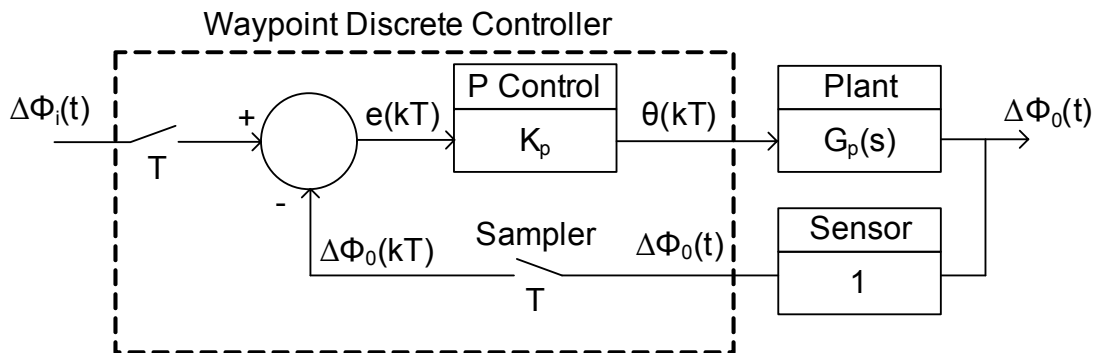 Waypoint Discrete Controller
ΔΦi(t)
T
+
-
e(kT)
P Control
Kp
θ(kT)
Plant
Gp(s)
ΔΦ0(t)
ΔΦ0(kT)
Sampler
T
ΔΦ0(t)
Sensor
1